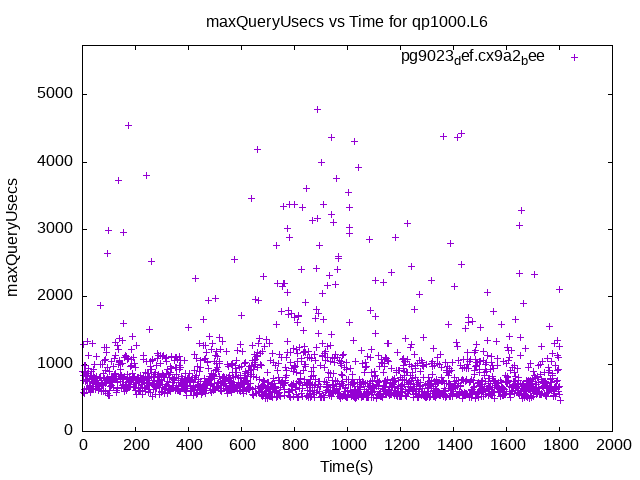 maxQueryUsecs vs Time for qp1000.L6
pg9023def.cx9a2bee
5000
4000
3000
2000
1000
0
maxQueryUsecs
0 200 400 600 800 1000 1200 1400 1600 1800 2000
Time(s)